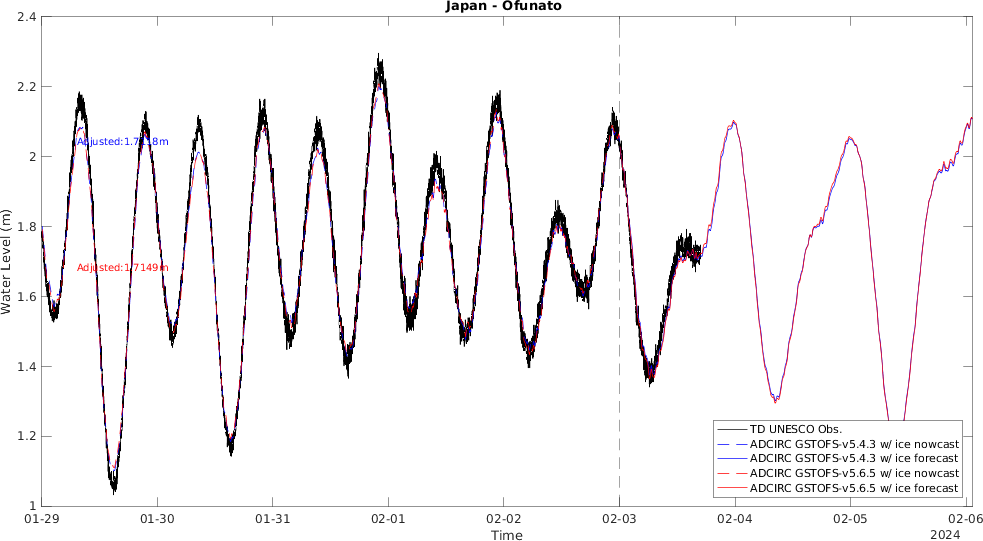 Japan - Ofunato
2.4
2.2
2
1.8
1.6
1.4
1.2
1
Water Level (m)
Adjusted:1.7149m
TD UNESCO Obs.
ADCIRC GSTOFS-v5.4.3 w/ ice nowcast
ADCIRC GSTOFS-v5.4.3 w/ ice forecast
ADCIRC GSTOFS-v5.6.5 w/ ice nowcast
ADCIRC GSTOFS-v5.6.5 w/ ice forecast
01-29
01-30
01-31
02-01
02-02
02-03
02-04
02-05
02-06
Time
2024